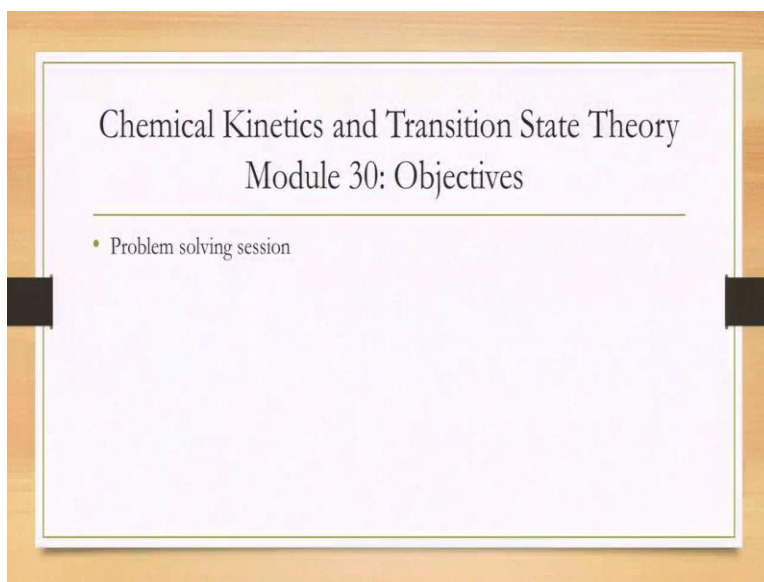 Chemical Kinetics and Transition State Theory
Module 30: Objectives
• Problem solving session